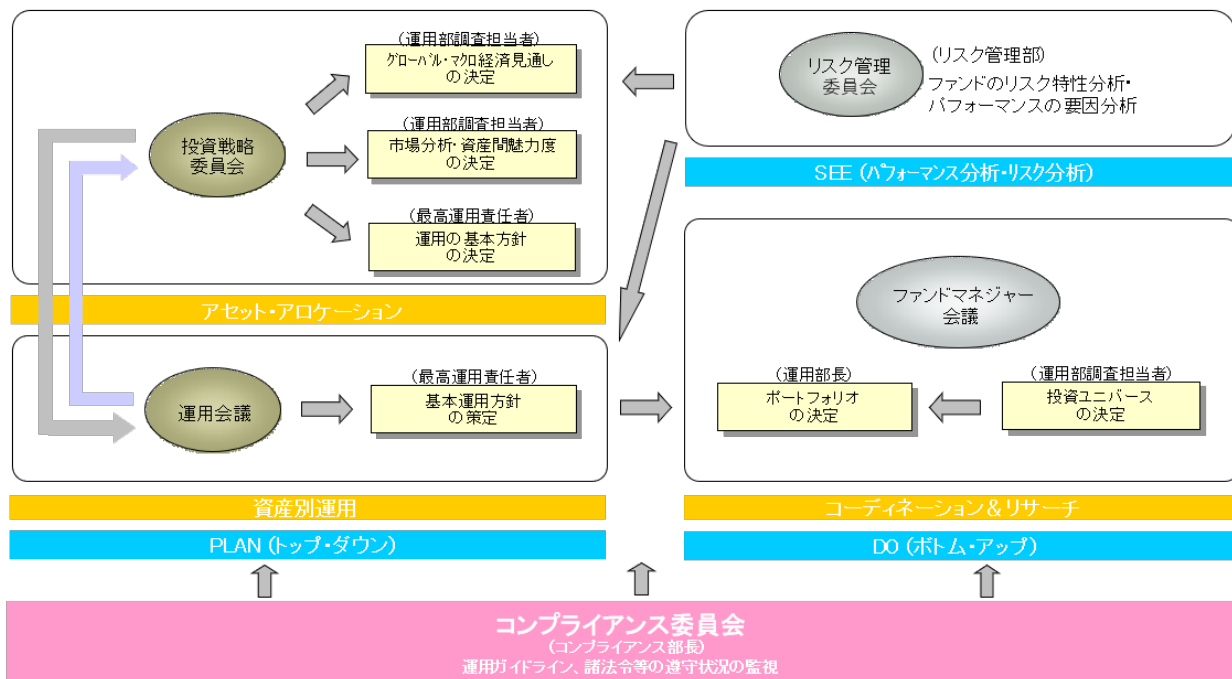 (運用部調査担当者)
グローバル・マクロ経済見通し
の決定
投資戦略
委員会
(運用部調査担当者)
市場分析・資産間魅力度
の決定
(最高運用責任者)
運用の基本方針
の決定
アセット・アロケーション
リスク管理
委員会
(リスク管理部)
ファンドのリスク特性分析・
パフォーマンスの要因分析
SEE (パフォーマンス分析・リスク分析)
運用会議
(最高運用責任者)
基本運用方針
の策定
資産別運用
PLAN (トップ・ダウン)
ファンドマネジャー
会議
(運用部長)
ポートフォリオ
の決定
(運用部調査担当者)
投資ユニバース
の決定
コーディネーション＆リサーチ
DO (ボトム・アップ)
コンプライアンス委員会
(コンプライアンス部長)
運用ガイドライン、諸法令等の遵守状況の監視